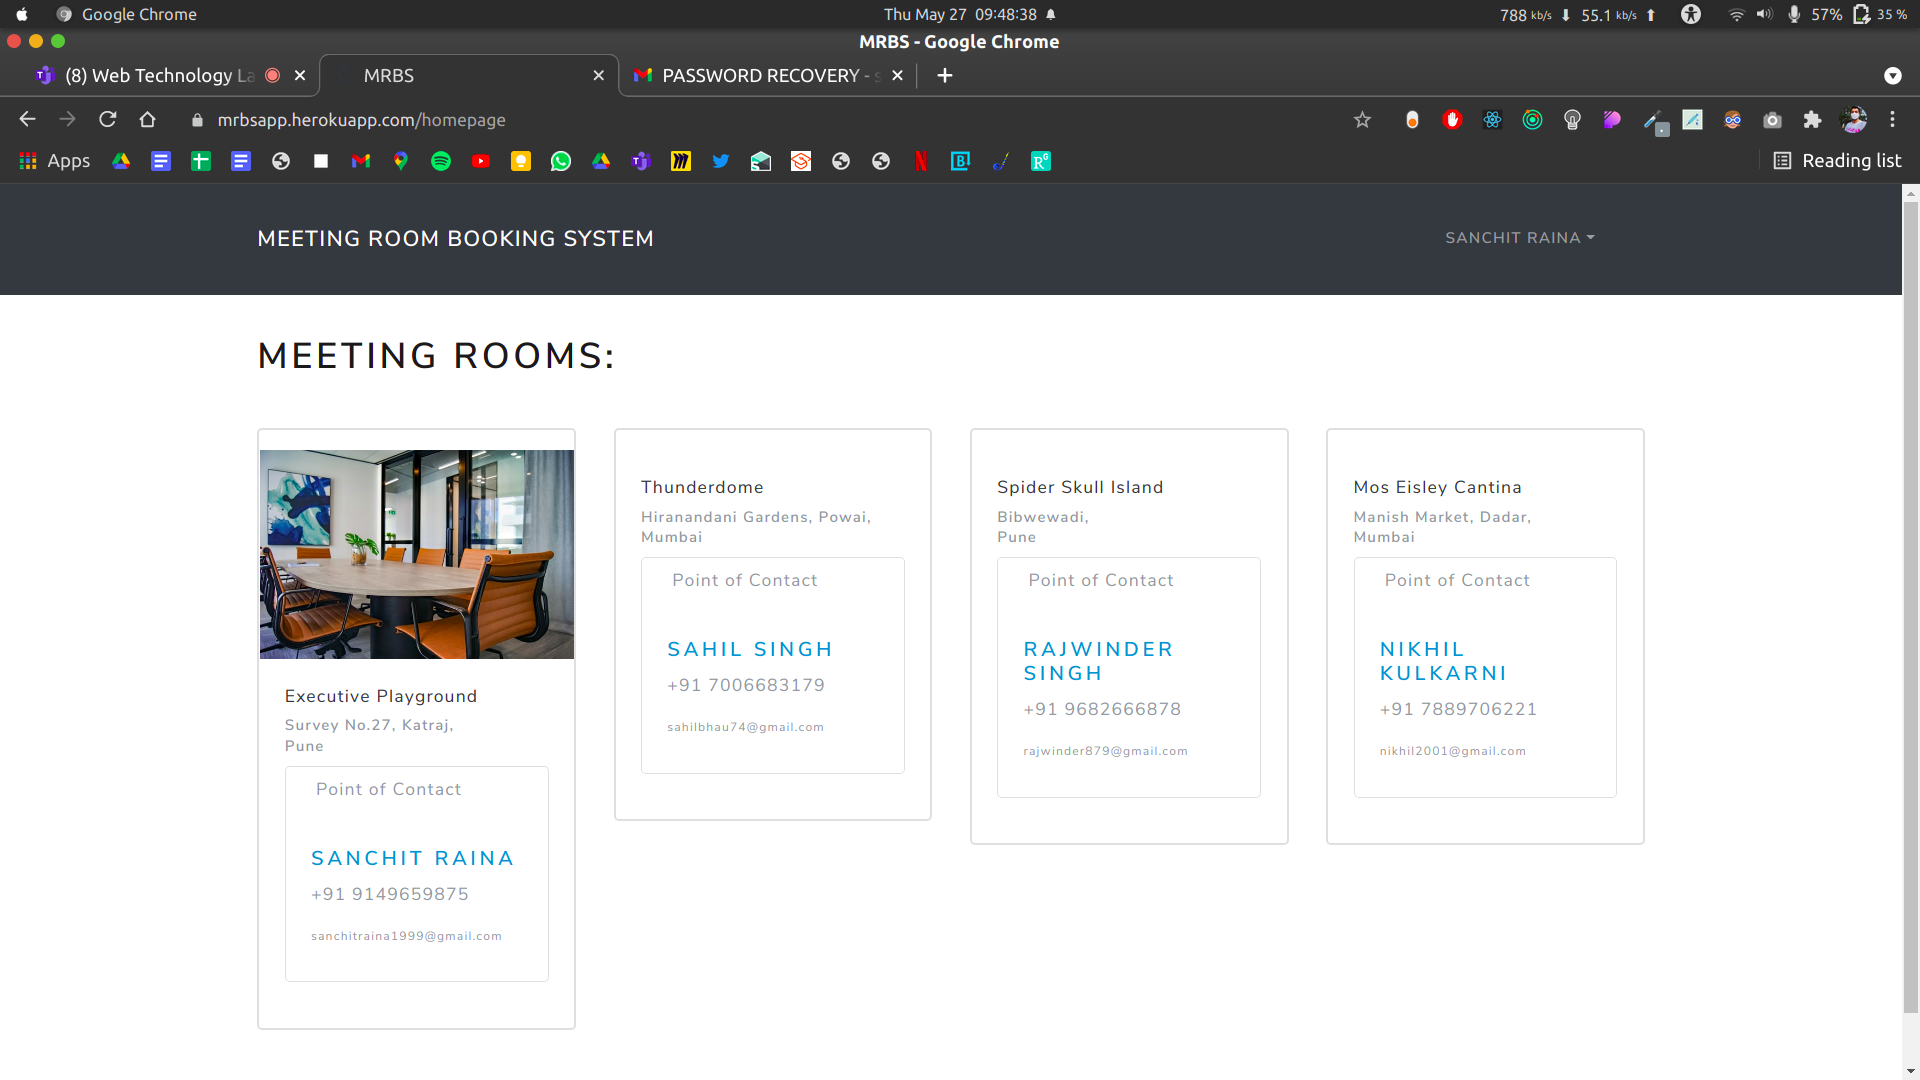 Google Chrome
Thu May 27 09:48:38
788 kb/s 55.1 kb/s 57% 35 %
MRBS - Google Chrome
(8) Web Technology La
MRBS
PASSWORD RECOVERY - s
mrbsapp.herokuapp.com/homepage
Apps
Reading list
MEETING ROOM BOOKING SYSTEM
SANCHIT RAINA
MEETING ROOMS:
Executive Playground
Survey No.27, Katraj,
Pune
Point of Contact
SANCHIT RAINA
+91 9149659875
sanchitraina1999@gmail.com
Thunderdome
Hiranandani Gardens, Powai,
Mumbai
Point of Contact
SAHIL SINGH
+91 7006683179
sahilbhau74@gmail.com
Spider Skull Island
Bibwewadi,
Pune
Point of Contact
RAJWINDER
SINGH
+91 9682666878
rajwinder879@gmail.com
Mos Eisley Cantina
Manish Market, Dadar,
Mumbai
Point of Contact
NIKHIL
KULKARNI
+91 7889706221
nikhil2001@gmail.com